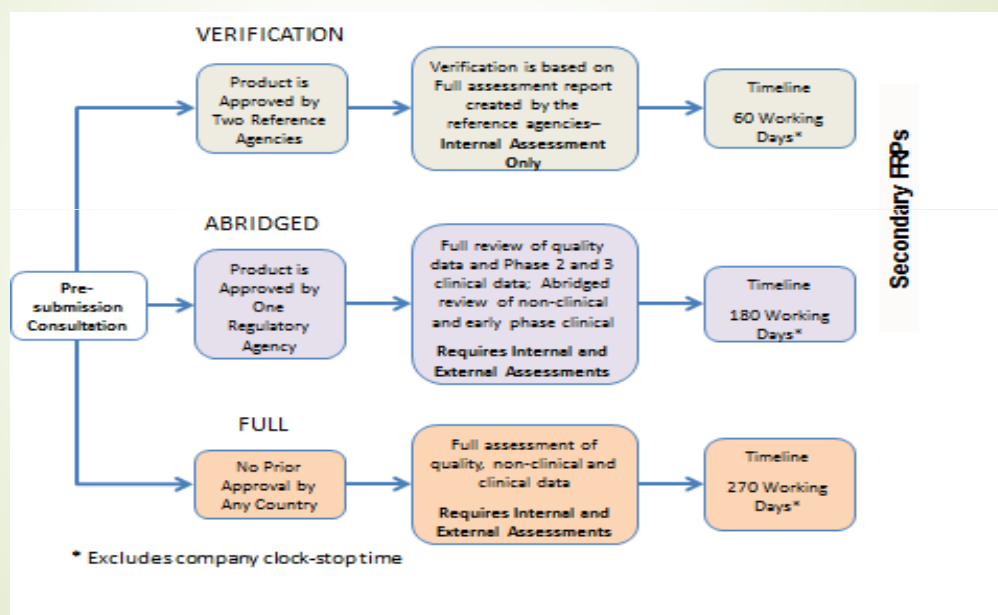 VERIFICATION
Product is
Approved by
Two Reference
Agencies
Verification is based on
Full assessment report
created by the
reference agencies–
Internal Assessment
Only
Timeline
60 Working
Days*
Secondary FRPs
ABRIDGED
Pre-
submission
Consultation
Product is
Approved by
One
Regulatory
Agency
Full review of quality
data and Phase 2 and 3
clinical data; Abridged
review of non-clinical
and early phase clinical
Requires Internal and
External Assessments
Timeline
180 Working
Days*
FULL
No Prior
Approval by
Any Country
Full assessment of
quality, non-clinical and
clinical data
Requires Internal and
External Assessments
Timeline
270 Working
Days*
* Excludes company clock-stop time